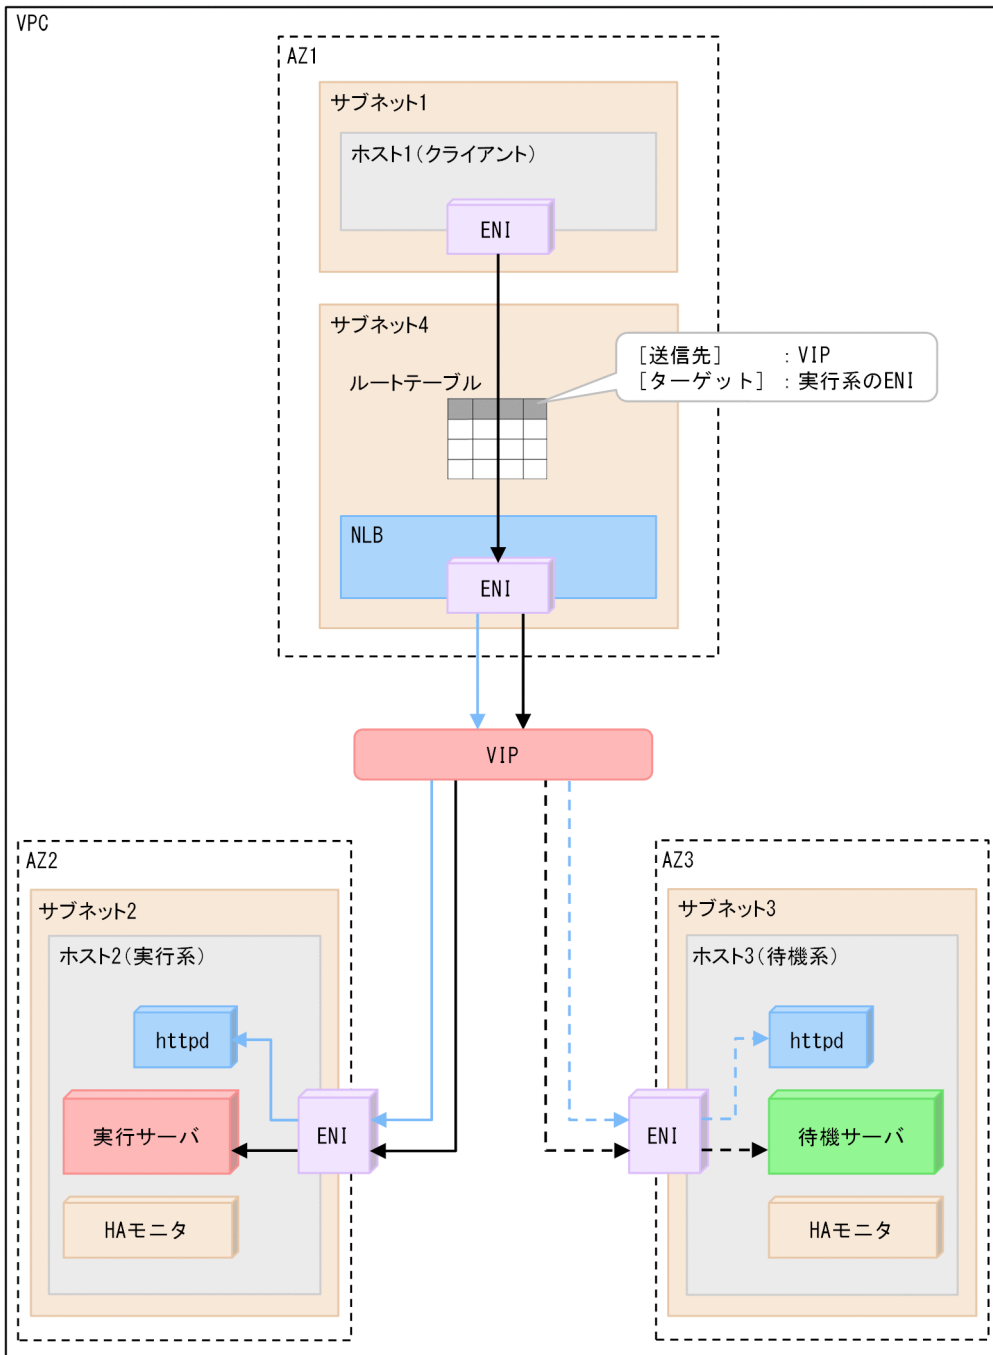 VPC
AZ1
サブネット1
ホスト1(クライアント)
ENI
サブネット4
[送信先] : VIP
[ターゲット] : 実行系のENI
ルートテーブル
NLB
ENI
VIP
AZ2
サブネット2
ホスト2(実行系)
httpd
実行サーバ
ENI
HAモニタ
AZ3
サブネット3
ホスト3(待機系)
httpd
ENI
待機サーバ
HAモニタ